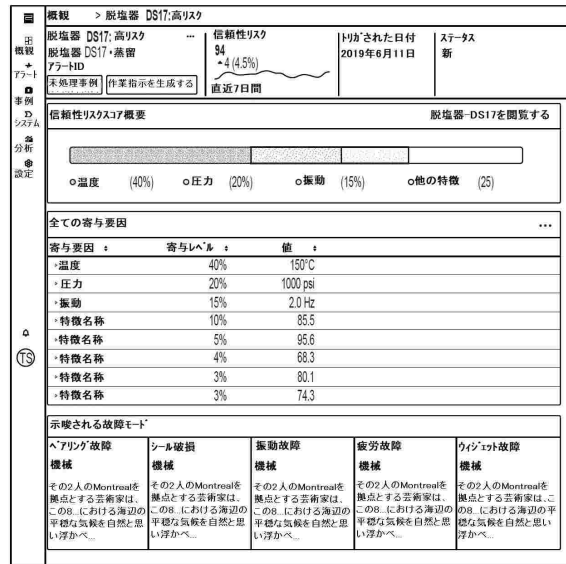 概観 > 脱塩器 DS17:高リスク
脱塩器 DS17:高リスク ...
脱塩器 DS17・蒸留
アラートID
未処理事例 作業指示を生成する
信頼性リスク
94
4 (4.5%)
直近7日間
トリガされた日付
2019年6月11日
ステータス
新
概観
アラート
事例
システム
分析
設定
TS
信頼性リスクスコア概要 脱塩器-DS17を閲覧する
温度 (40%) 圧力 (20%) 振動 (15%) 他の特徴 (25)
全ての寄与要因 ...
寄与要因 寄与レベル 値
温度 40% 150°C
圧力 20% 1000 psi
振動 15% 2.0 Hz
特徴名称 10% 85.5
特徴名称 5% 95.6
特徴名称 4% 68.3
特徴名称 3% 80.1
特徴名称 3% 74.3
示唆される故障モード
ベアリング故障
機械
その2人のMontrealを
拠点とする芸術家は、
この8...における海辺の
平穏な気候を自然と思
い浮かべ...
シール破損
機械
その2人のMontrealを
拠点とする芸術家は、
この8...における海辺の
平穏な気候を自然と思
い浮かべ...
振動故障
機械
その2人のMontrealを
拠点とする芸術家は、
この8...における海辺の
平穏な気候を自然と思
い浮かべ...
疲労故障
機械
その2人のMontrealを
拠点とする芸術家は、
この8...における海辺の
平穏な気候を自然と思
い浮かべ...
ウィジェット故障
機械
その2人のMontrealを
拠点とする芸術家は、こ
の8...における海辺の平
穏な気候を自然と思い
浮かべ...